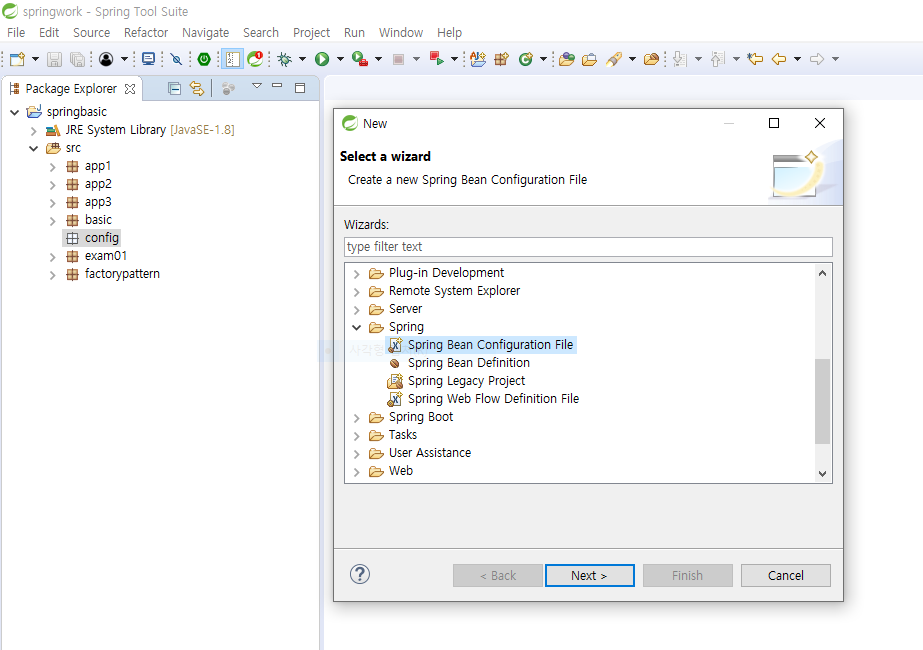 springwork - Spring Tool Suite
File Edit Source Refactor Navigate Search Project Run Window Help
Package Explorer
springbasic
JRE System Library [JavaSE-1.8]
src
app1
app2
app3
basic
config
exam01
factorypattern
New
Select a wizard
Create a new Spring Bean Configuration File
Wizards:
type filter text
Plug-in Development
Remote System Explorer
Server
Spring
Spring Bean Configuration File
Spring Bean Definition
Spring Legacy Project
Spring Web Flow Definition File
Spring Boot
Tasks
User Assistance
Web
< Back
Next >
Finish
Cancel